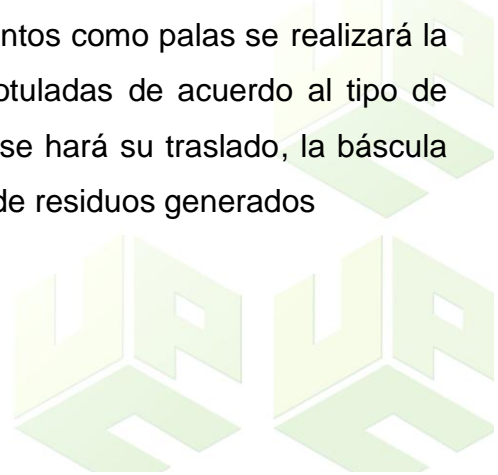 ntos como palas se realizará la
otuladas de acuerdo al tipo de
se hará su traslado, la báscula
de residuos generados